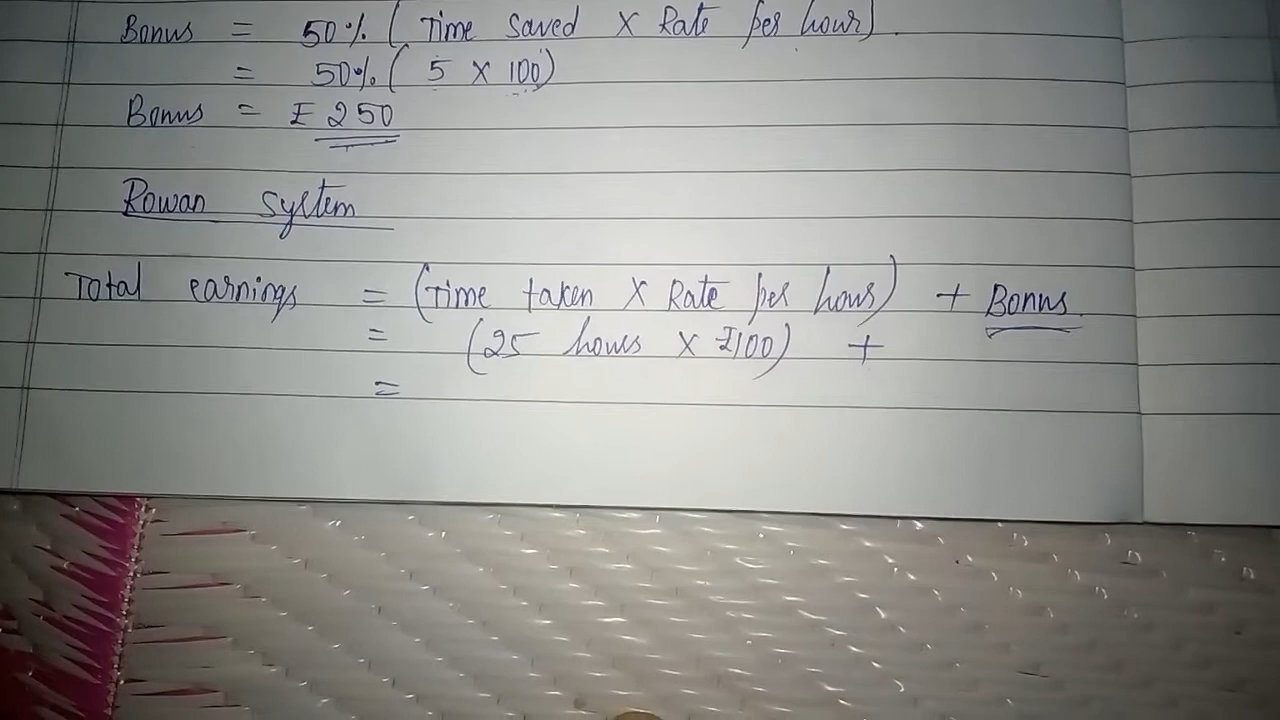 Bonus = 50% ( Time saved X Rate per hour)
= 50% ( 5 X 100)
Bonus = ₹ 250
Rowan system
Total earnings = (Time taken X Rate per hour) + Bonus
= (25 hours X ₹100) +
=